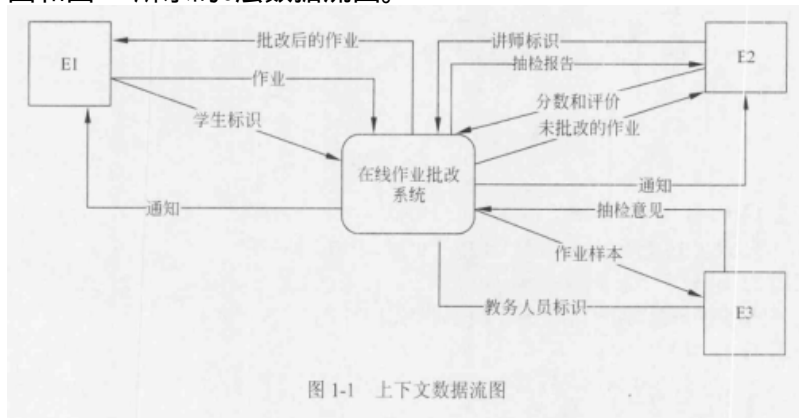 批改后的作业
讲师标识
E1
抽检报告
E2
作业
分数和评价
学生标识
未批改的作业
在线作业批改
系统
通知
通知
抽检意见
作业样本
教务人员标识
E3
图 1-1 上下文数据流图